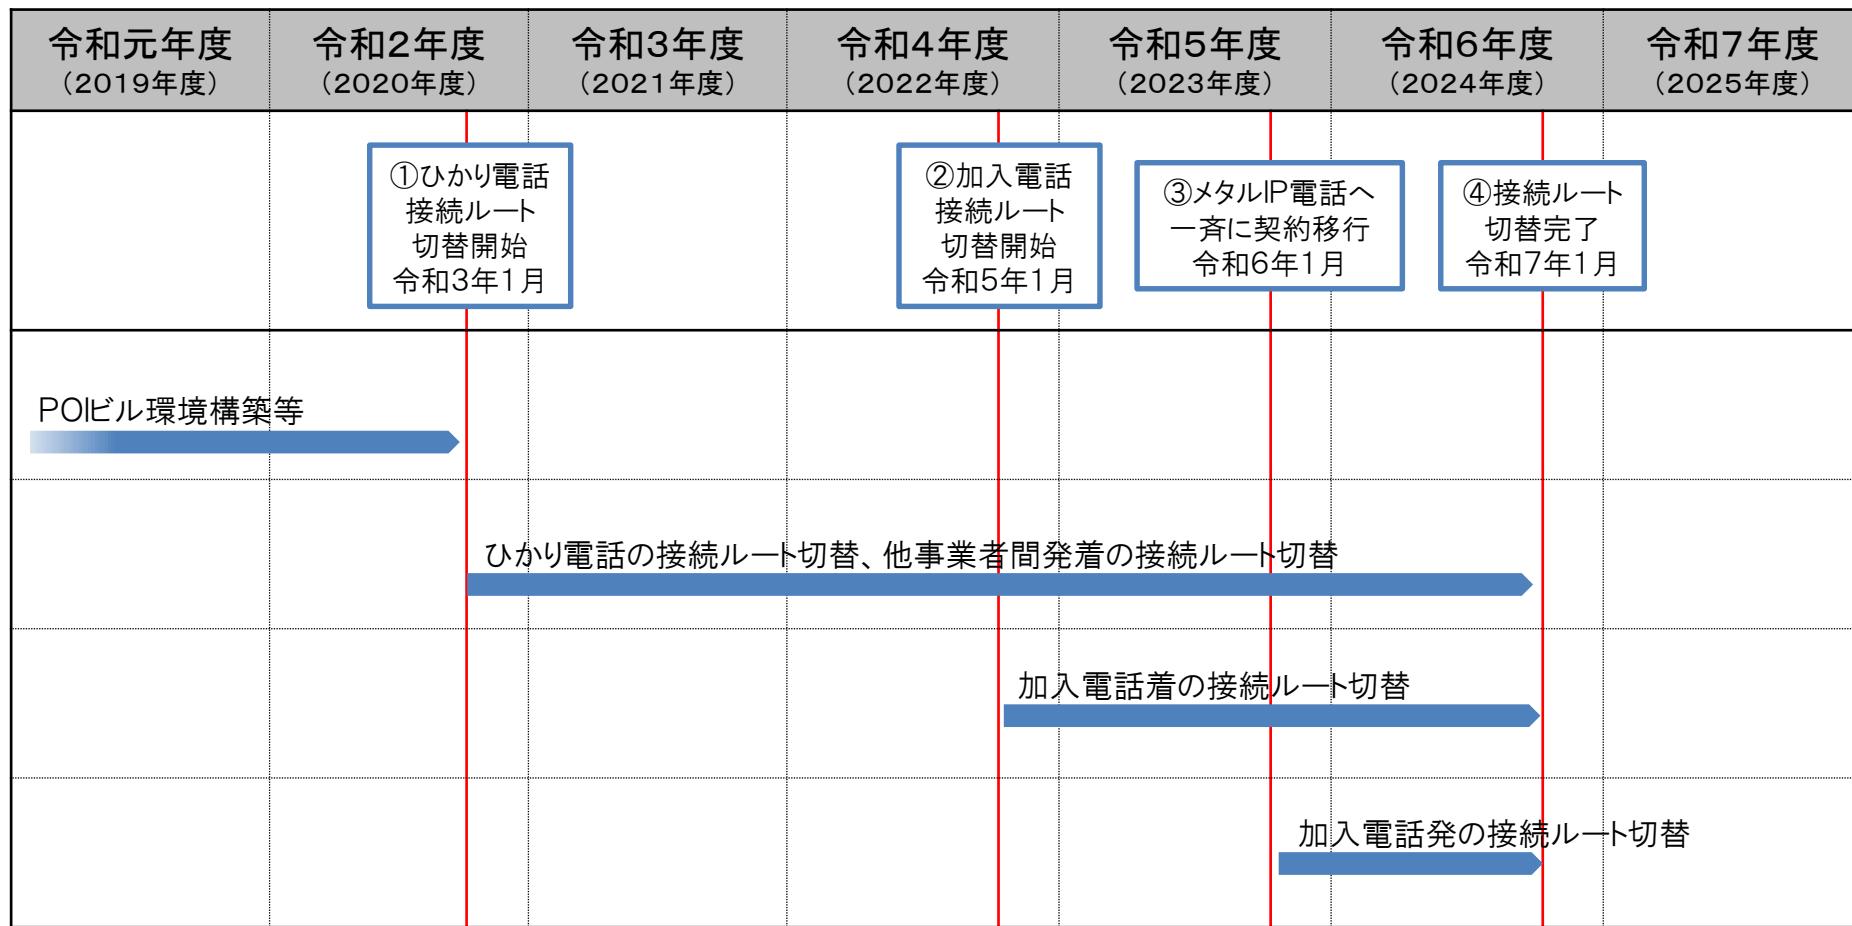 令和元年度
（2019年度）
令和2年度
（2020年度）
令和3年度
（2021年度）
令和4年度
（2022年度）
令和5年度
（2023年度）
令和6年度
（2024年度）
令和7年度
（2025年度）
①ひかり電話
接続ルート
切替開始
令和3年1月
②加入電話
接続ルート
切替開始
令和5年1月
③メタルIP電話へ
一斉に契約移行
令和6年1月
④接続ルート
切替完了
令和7年1月
POIビル環境構築等
ひかり電話の接続ルート切替、他事業者間発着の接続ルート切替
加入電話着の接続ルート切替
加入電話発の接続ルート切替